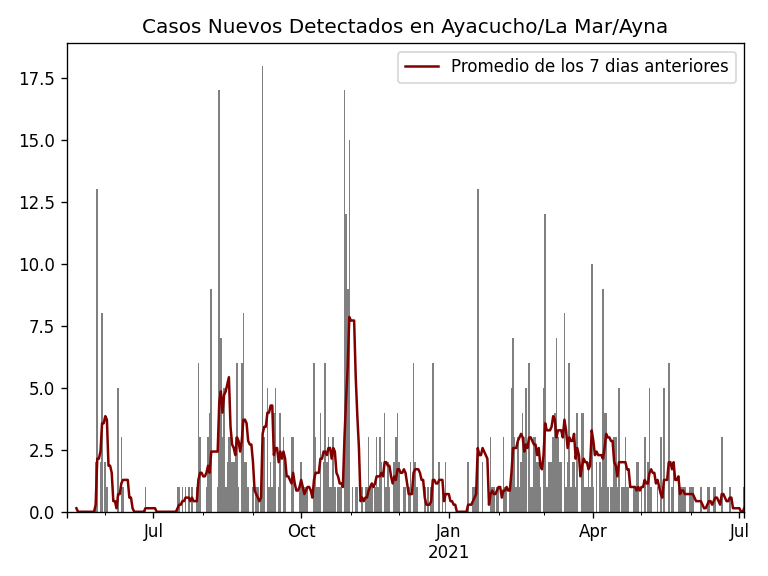 Casos Nuevos Detectados en Ayacucho/La Mar/Ayna
Promedio de los 7 dias anteriores
17.5
15.0
12.5
10.0
7.5
5.0
2.5
0.0
Jul
Oct
Jan
Apr
Jul
2021